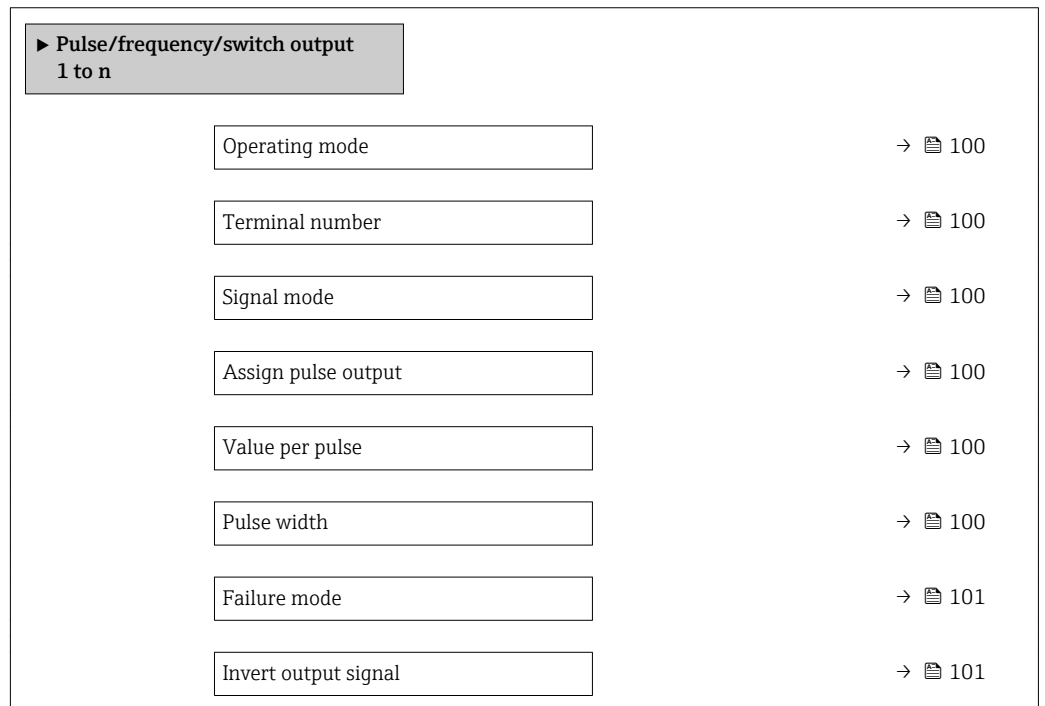 ▶ Pulse/frequency/switch output
1 to n
Operating mode → 100
Terminal number → 100
Signal mode → 100
Assign pulse output → 100
Value per pulse → 100
Pulse width → 100
Failure mode → 101
Invert output signal → 101